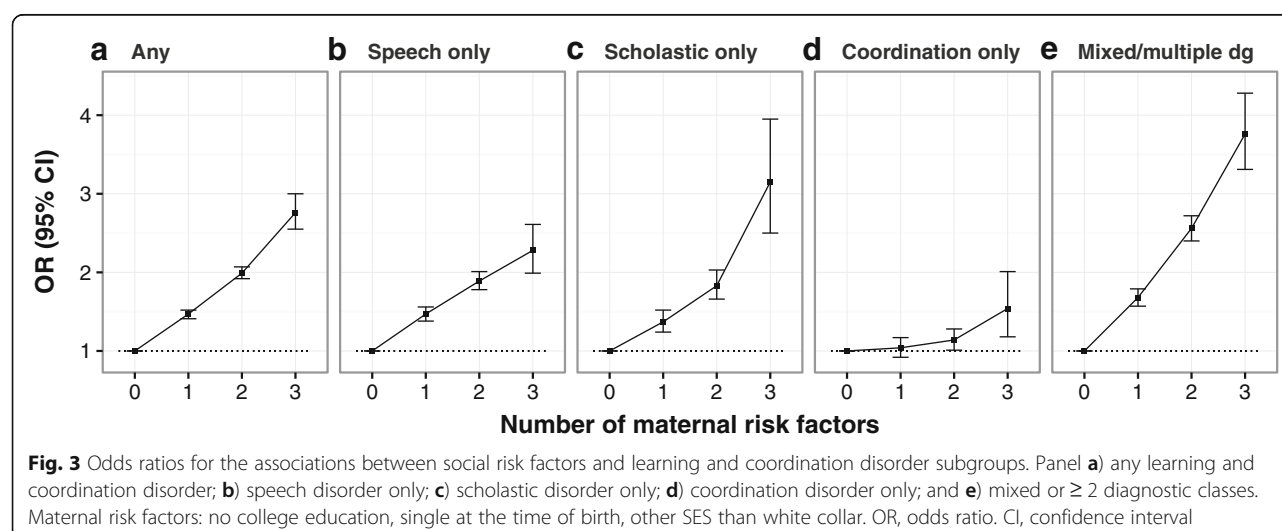 a Any b Speech only c Scholastic only d Coordination only e Mixed/multiple dg
4
3
2
1
OR (95% CI)
0 1 2 3 0 1 2 3 0 1 2 3 0 1 2 3 0 1 2 3
Number of maternal risk factors
Fig. 3 Odds ratios for the associations between social risk factors and learning and coordination disorder subgroups. Panel a) any learning and
coordination disorder; b) speech disorder only; c) scholastic disorder only; d) coordination disorder only; and e) mixed or ≥ 2 diagnostic classes.
Maternal risk factors: no college education, single at the time of birth, other SES than white collar. OR, odds ratio. CI, confidence interval